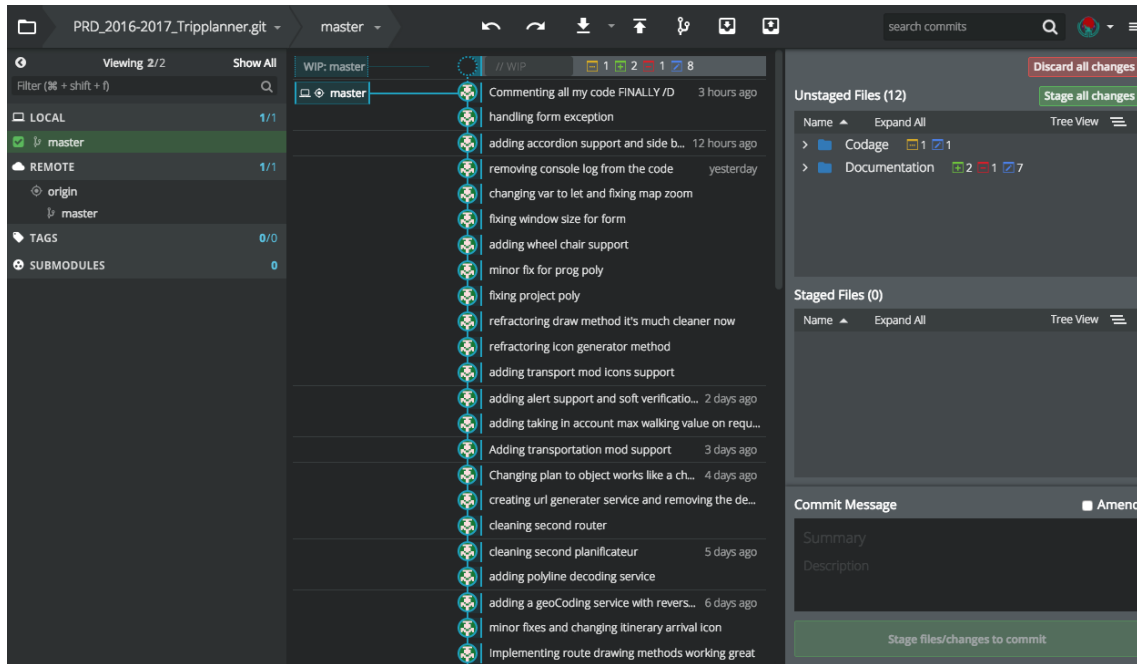 PRD_2016-2017_Tripplanner.git master search commits
Viewing 2/2 Show All
Filter (⌘ + shift + f)
LOCAL 1/1
master
REMOTE 1/1
origin
master
TAGS 0/0
SUBMODULES 0
WIP: master // WIP 1 2 1 8
master Commenting all my code FINALLY /D 3 hours ago
handling form exception
adding accordion support and side b... 12 hours ago
removing console log from the code yesterday
changing var to let and fixing map zoom
fixing window size for form
adding wheel chair support
minor fix for prog poly
fixing project poly
refractoring draw method it's much cleaner now
refractoring icon generator method
adding transport mod icons support
adding alert support and soft verificatio... 2 days ago
adding taking in account max walking value on requ...
Adding transportation mod support 3 days ago
Changing plan to object works like a ch... 4 days ago
creating url generater service and removing the de...
cleaning second router
cleaning second planificateur 5 days ago
adding polyline decoding service
adding a geoCoding service with revers... 6 days ago
minor fixes and changing itinerary arrival icon
Implementing route drawing methods working great
Discard all changes
Unstaged Files (12) Stage all changes
Name Expand All Tree View
Codage 1 1
Documentation 2 1 7
Staged Files (0)
Name Expand All Tree View
Commit Message Amend
Summary
Description
Stage files/changes to commit